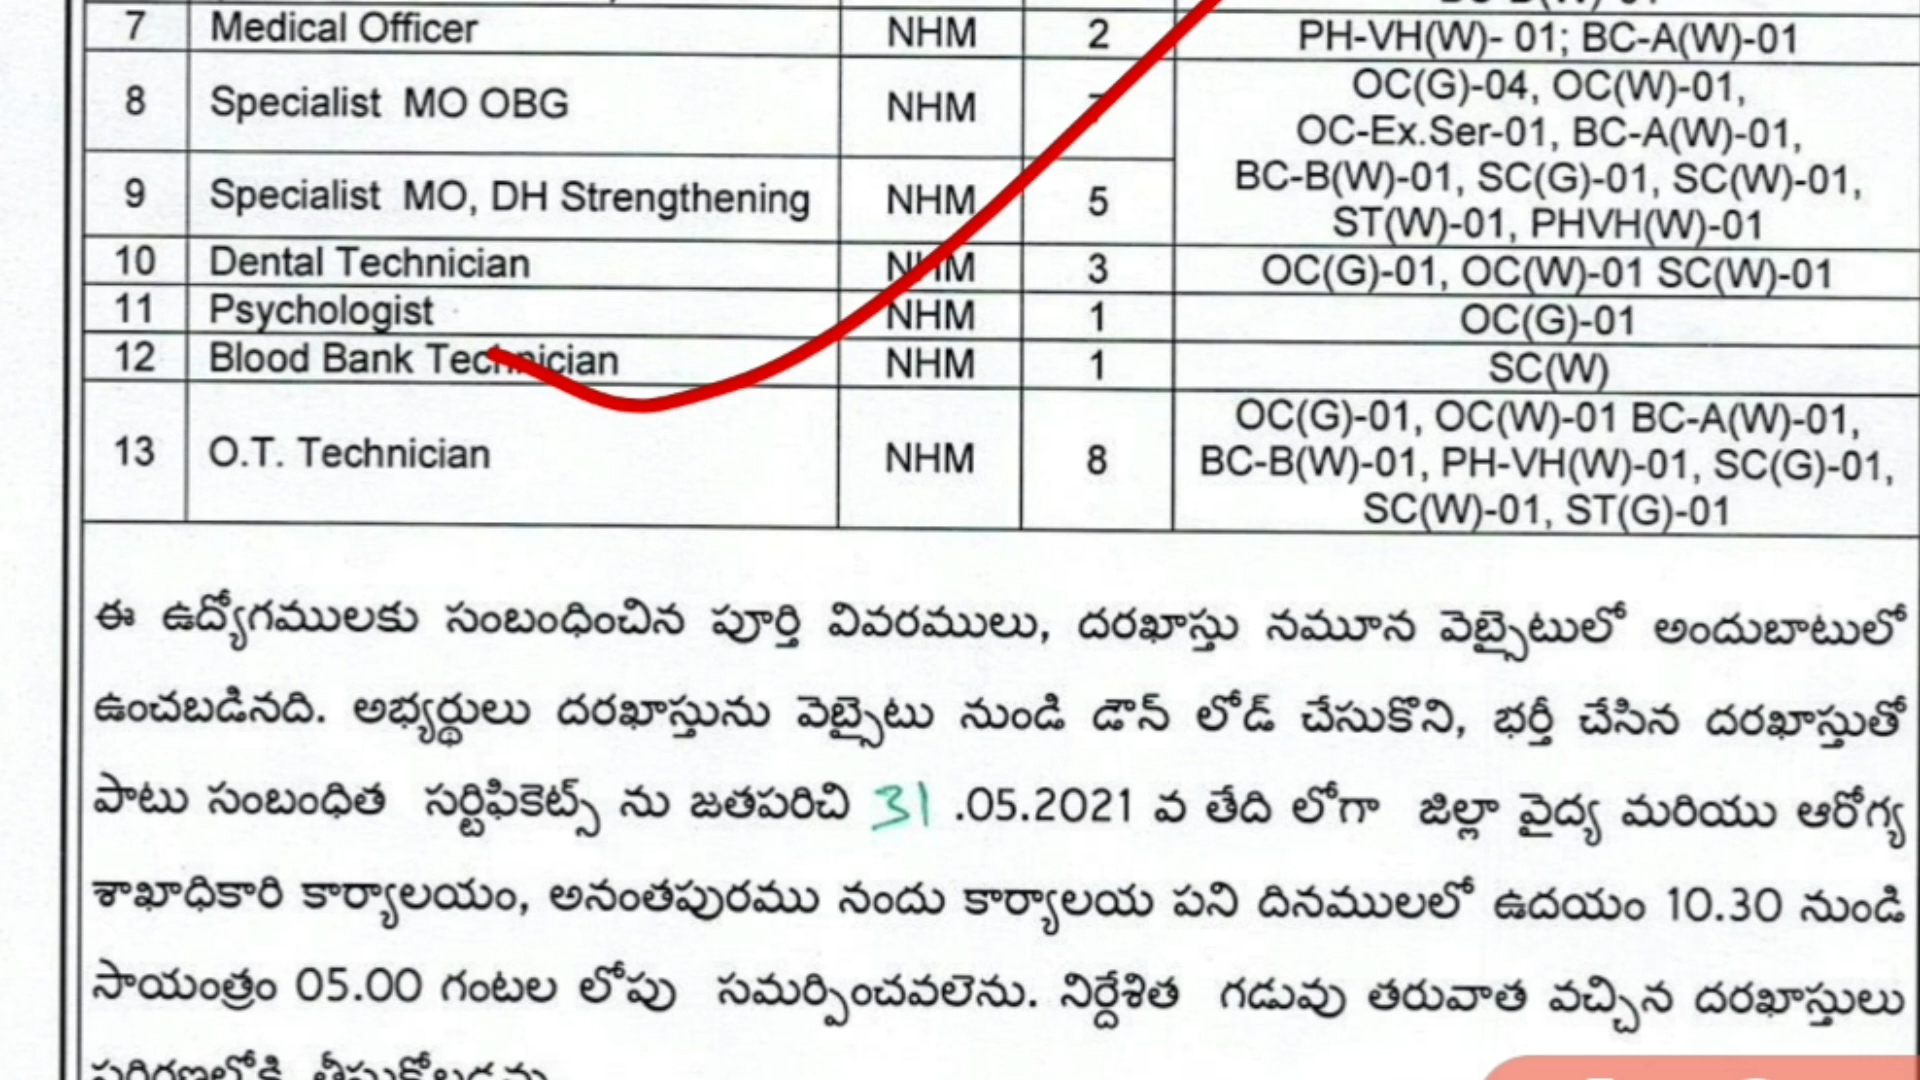 7 Medical Officer NHM 2 PH-VH(W)- 01; BC-A(W)-01
8 Specialist MO OBG NHM OC(G)-04, OC(W)-01,
OC-Ex.Ser-01, BC-A(W)-01,
9 Specialist MO, DH Strengthening NHM 5 BC-B(W)-01, SC(G)-01, SC(W)-01,
ST(W)-01, PHVH(W)-01
10 Dental Technician NHM 3 OC(G)-01, OC(W)-01 SC(W)-01
11 Psychologist NHM 1 OC(G)-01
12 Blood Bank Technician NHM 1 SC(W)
OC(G)-01, OC(W)-01 BC-A(W)-01,
13 O.T. Technician NHM 8 BC-B(W)-01, PH-VH(W)-01, SC(G)-01,
SC(W)-01, ST(G)-01
ఈ ఉద్యోగములకు సంబంధించిన పూర్తి వివరములు, దరఖాస్తు నమూన వెబ్సైటులో అందుబాటులో
ఉంచబడినది. అభ్యర్థులు దరఖాస్తును వెబ్సైటు నుండి డౌన్ లోడ్ చేసుకొని, భర్తీ చేసిన దరఖాస్తుతో
పాటు సంబంధిత సర్టిఫికెట్స్ ను జతపరిచి 31 .05.2021 వ తేది లోగా జిల్లా వైద్య మరియు ఆరోగ్య
శాఖాధికారి కార్యాలయం, అనంతపురము నందు కార్యాలయ పని దినములలో ఉదయం 10.30 నుండి
సాయంత్రం 05.00 గంటల లోపు సమర్పించవలెను. నిర్దేశిత గడువు తరువాత వచ్చిన దరఖాస్తులు